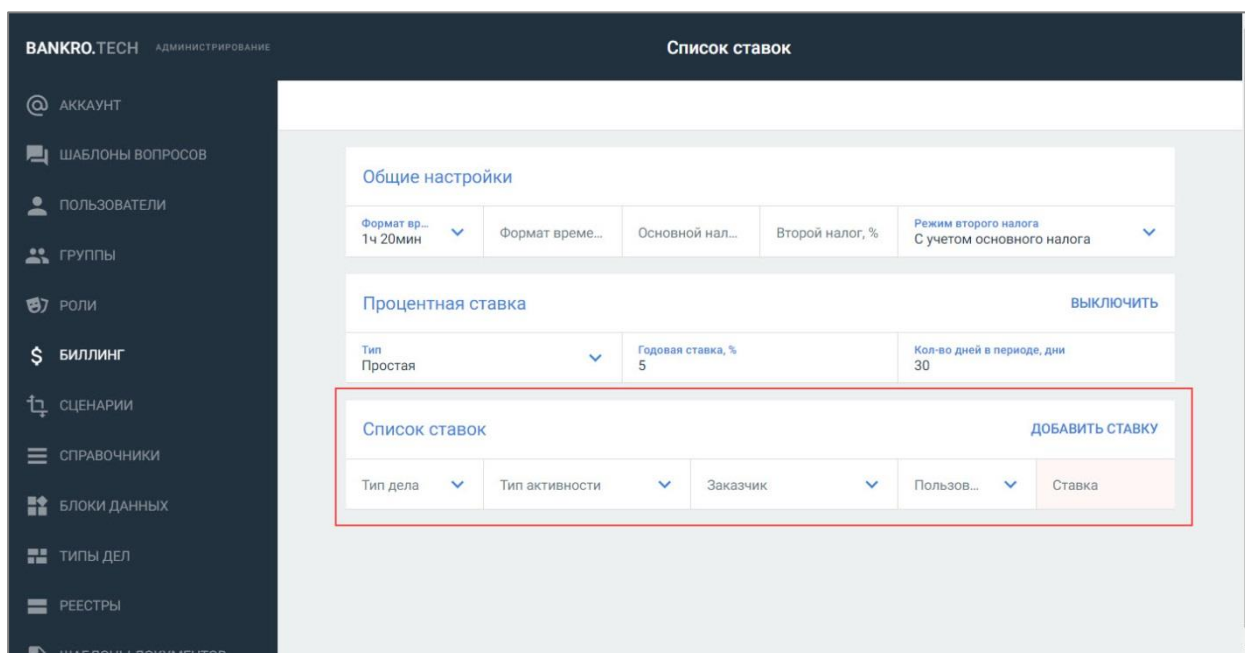 BANKRO.TECH АДМИНИСТРИРОВАНИЕ
Список ставок
АККАУНТ
ШАБЛОНЫ ВОПРОСОВ
ПОЛЬЗОВАТЕЛИ
ГРУППЫ
РОЛИ
БИЛЛИНГ
СЦЕНАРИИ
СПРАВОЧНИКИ
БЛОКИ ДАННЫХ
ТИПЫ ДЕЛ
РЕЕСТРЫ
ШАБЛОНЫ ДОКУМЕНТОВ
Общие настройки
Формат вр...
1ч 20мин
Формат време...
Основной нал...
Второй налог, %
Режим второго налога
С учетом основного налога
Процентная ставка
ВЫКЛЮЧИТЬ
Тип
Простая
Годовая ставка, %
5
Кол-во дней в периоде, дни
30
Список ставок
ДОБАВИТЬ СТАВКУ
Тип дела
Тип активности
Заказчик
Пользов...
Ставка